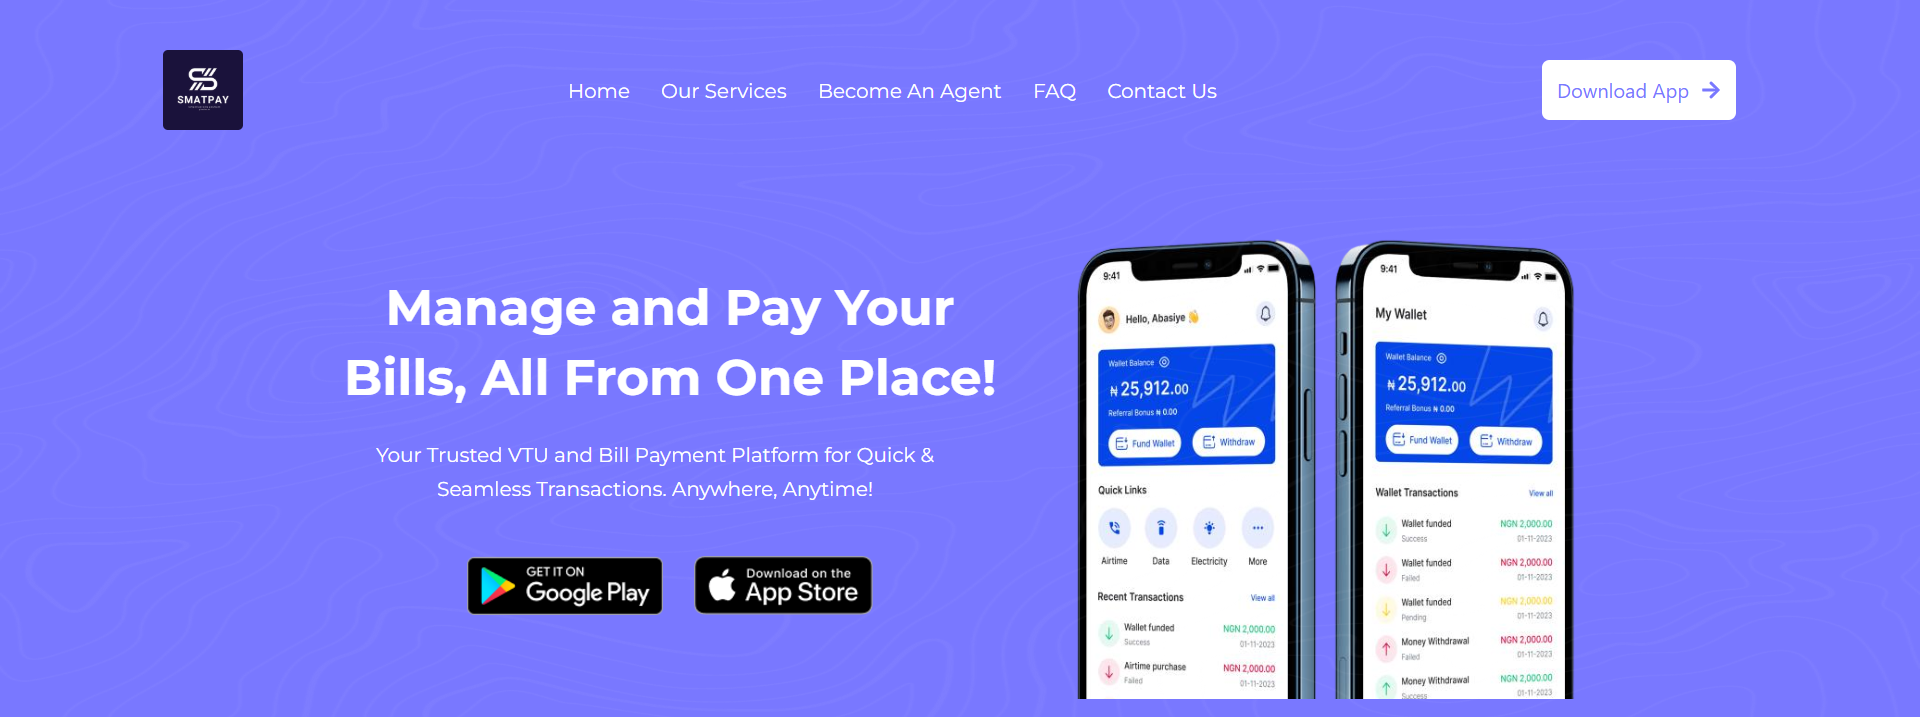 SMATPAY
Home
Our Services
Become An Agent
FAQ
Contact Us
Download App
Manage and Pay Your
Bills, All From One Place!
Your Trusted VTU and Bill Payment Platform for Quick &
Seamless Transactions. Anywhere, Anytime!
GET IT ON
Google Play
Download on the
App Store
9:41
Hello, Abasiye 👋
Wallet Balance
₦ 25,912.00
Referral Bonus ₦ 0.00
Fund Wallet
Withdraw
Quick Links
Airtime
Data
Electricity
More
Recent Transactions
View all
Wallet funded
NGN 2,000.00
Success
01-11-2023
Airtime purchase
NGN 2,000.00
Failed
01-11-2023
9:41
My Wallet
Wallet Balance
₦ 25,912.00
Referral Bonus ₦ 0.00
Fund Wallet
Withdraw
Wallet Transactions
View all
Wallet funded
NGN 2,000.00
Success
01-11-2023
Wallet funded
NGN 2,000.00
Failed
01-11-2023
Wallet funded
NGN 2,000.00
Pending
01-11-2023
Money Withdrawal
NGN 2,000.00
Failed
01-11-2023
Money Withdrawal
NGN 2,000.00
Success
01-11-2023